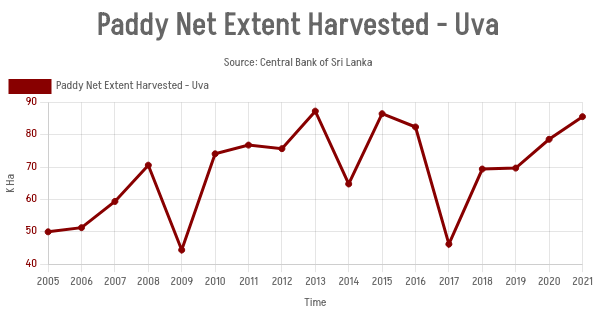 Paddy Net Extent Harvested - Uva
Source: Central Bank of Sri Lanka
Paddy Net Extent Harvested - Uva
90
80
70
60
50
40
K Ha
2005 2006 2007 2008 2009 2010 2011 2012 2013 2014 2015 2016 2017 2018 2019 2020 2021
Time